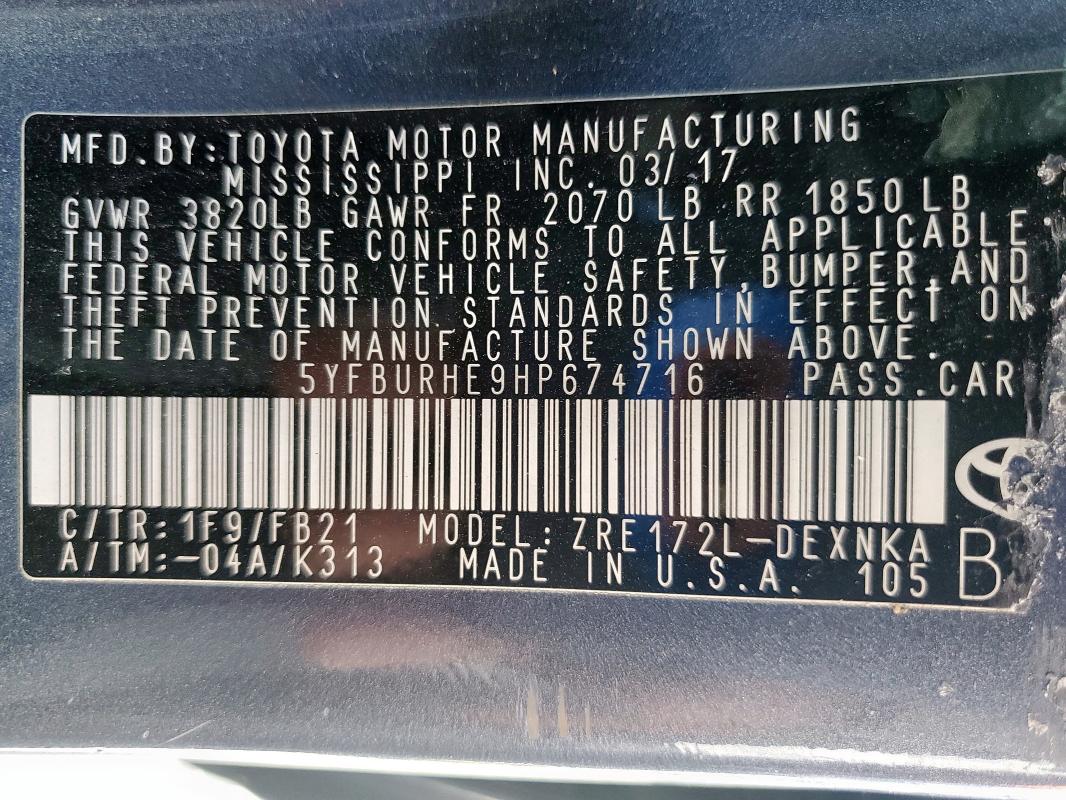 MFD.BY:TOYOTA MOTOR MANUFACTURING
MISSISSIPPI INC. 03/17
GVWR 3820LB GAWR FR 2070 LB RR 1850 LB
THIS VEHICLE CONFORMS TO ALL APPLICABLE
FEDERAL MOTOR VEHICLE SAFETY,BUMPER,AND
THEFT PREVENTION STANDARDS IN EFFECT ON
THE DATE OF MANUFACTURE SHOWN ABOVE.
5YFBURHE9HP674716 PASS.CAR
C/TR:1F9/FB21 MODEL:ZRE172L-DEXNKA
A/TM:-04A/K313 MADE IN U.S.A. 105 B